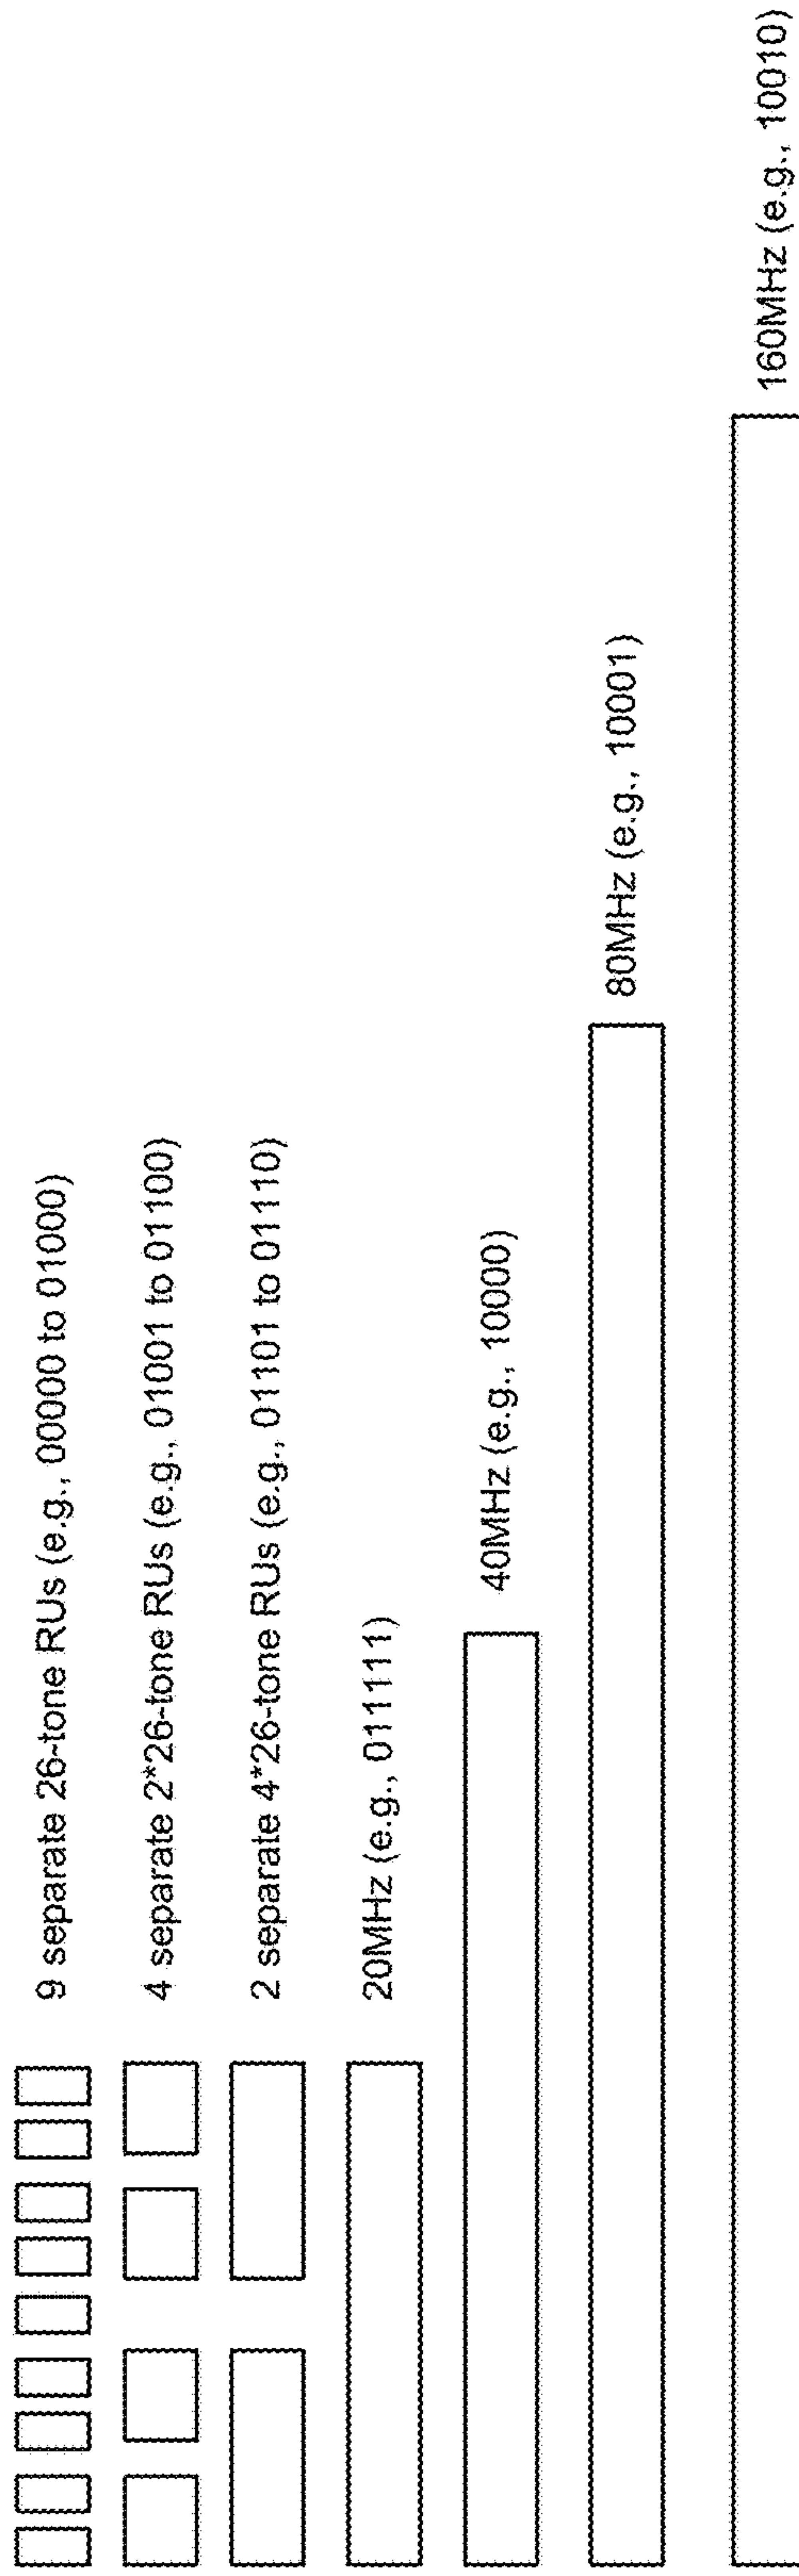 9 separate 26-tone RUs (e.g., 00000 to 01000)
4 separate 2*26-tone RUs (e.g., 01001 to 01100)
2 separate 4*26-tone RUs (e.g., 01101 to 01110)
20MHz (e.g., 011111)
40MHz (e.g., 10000)
80MHz (e.g., 10001)
160MHz (e.g., 10010)